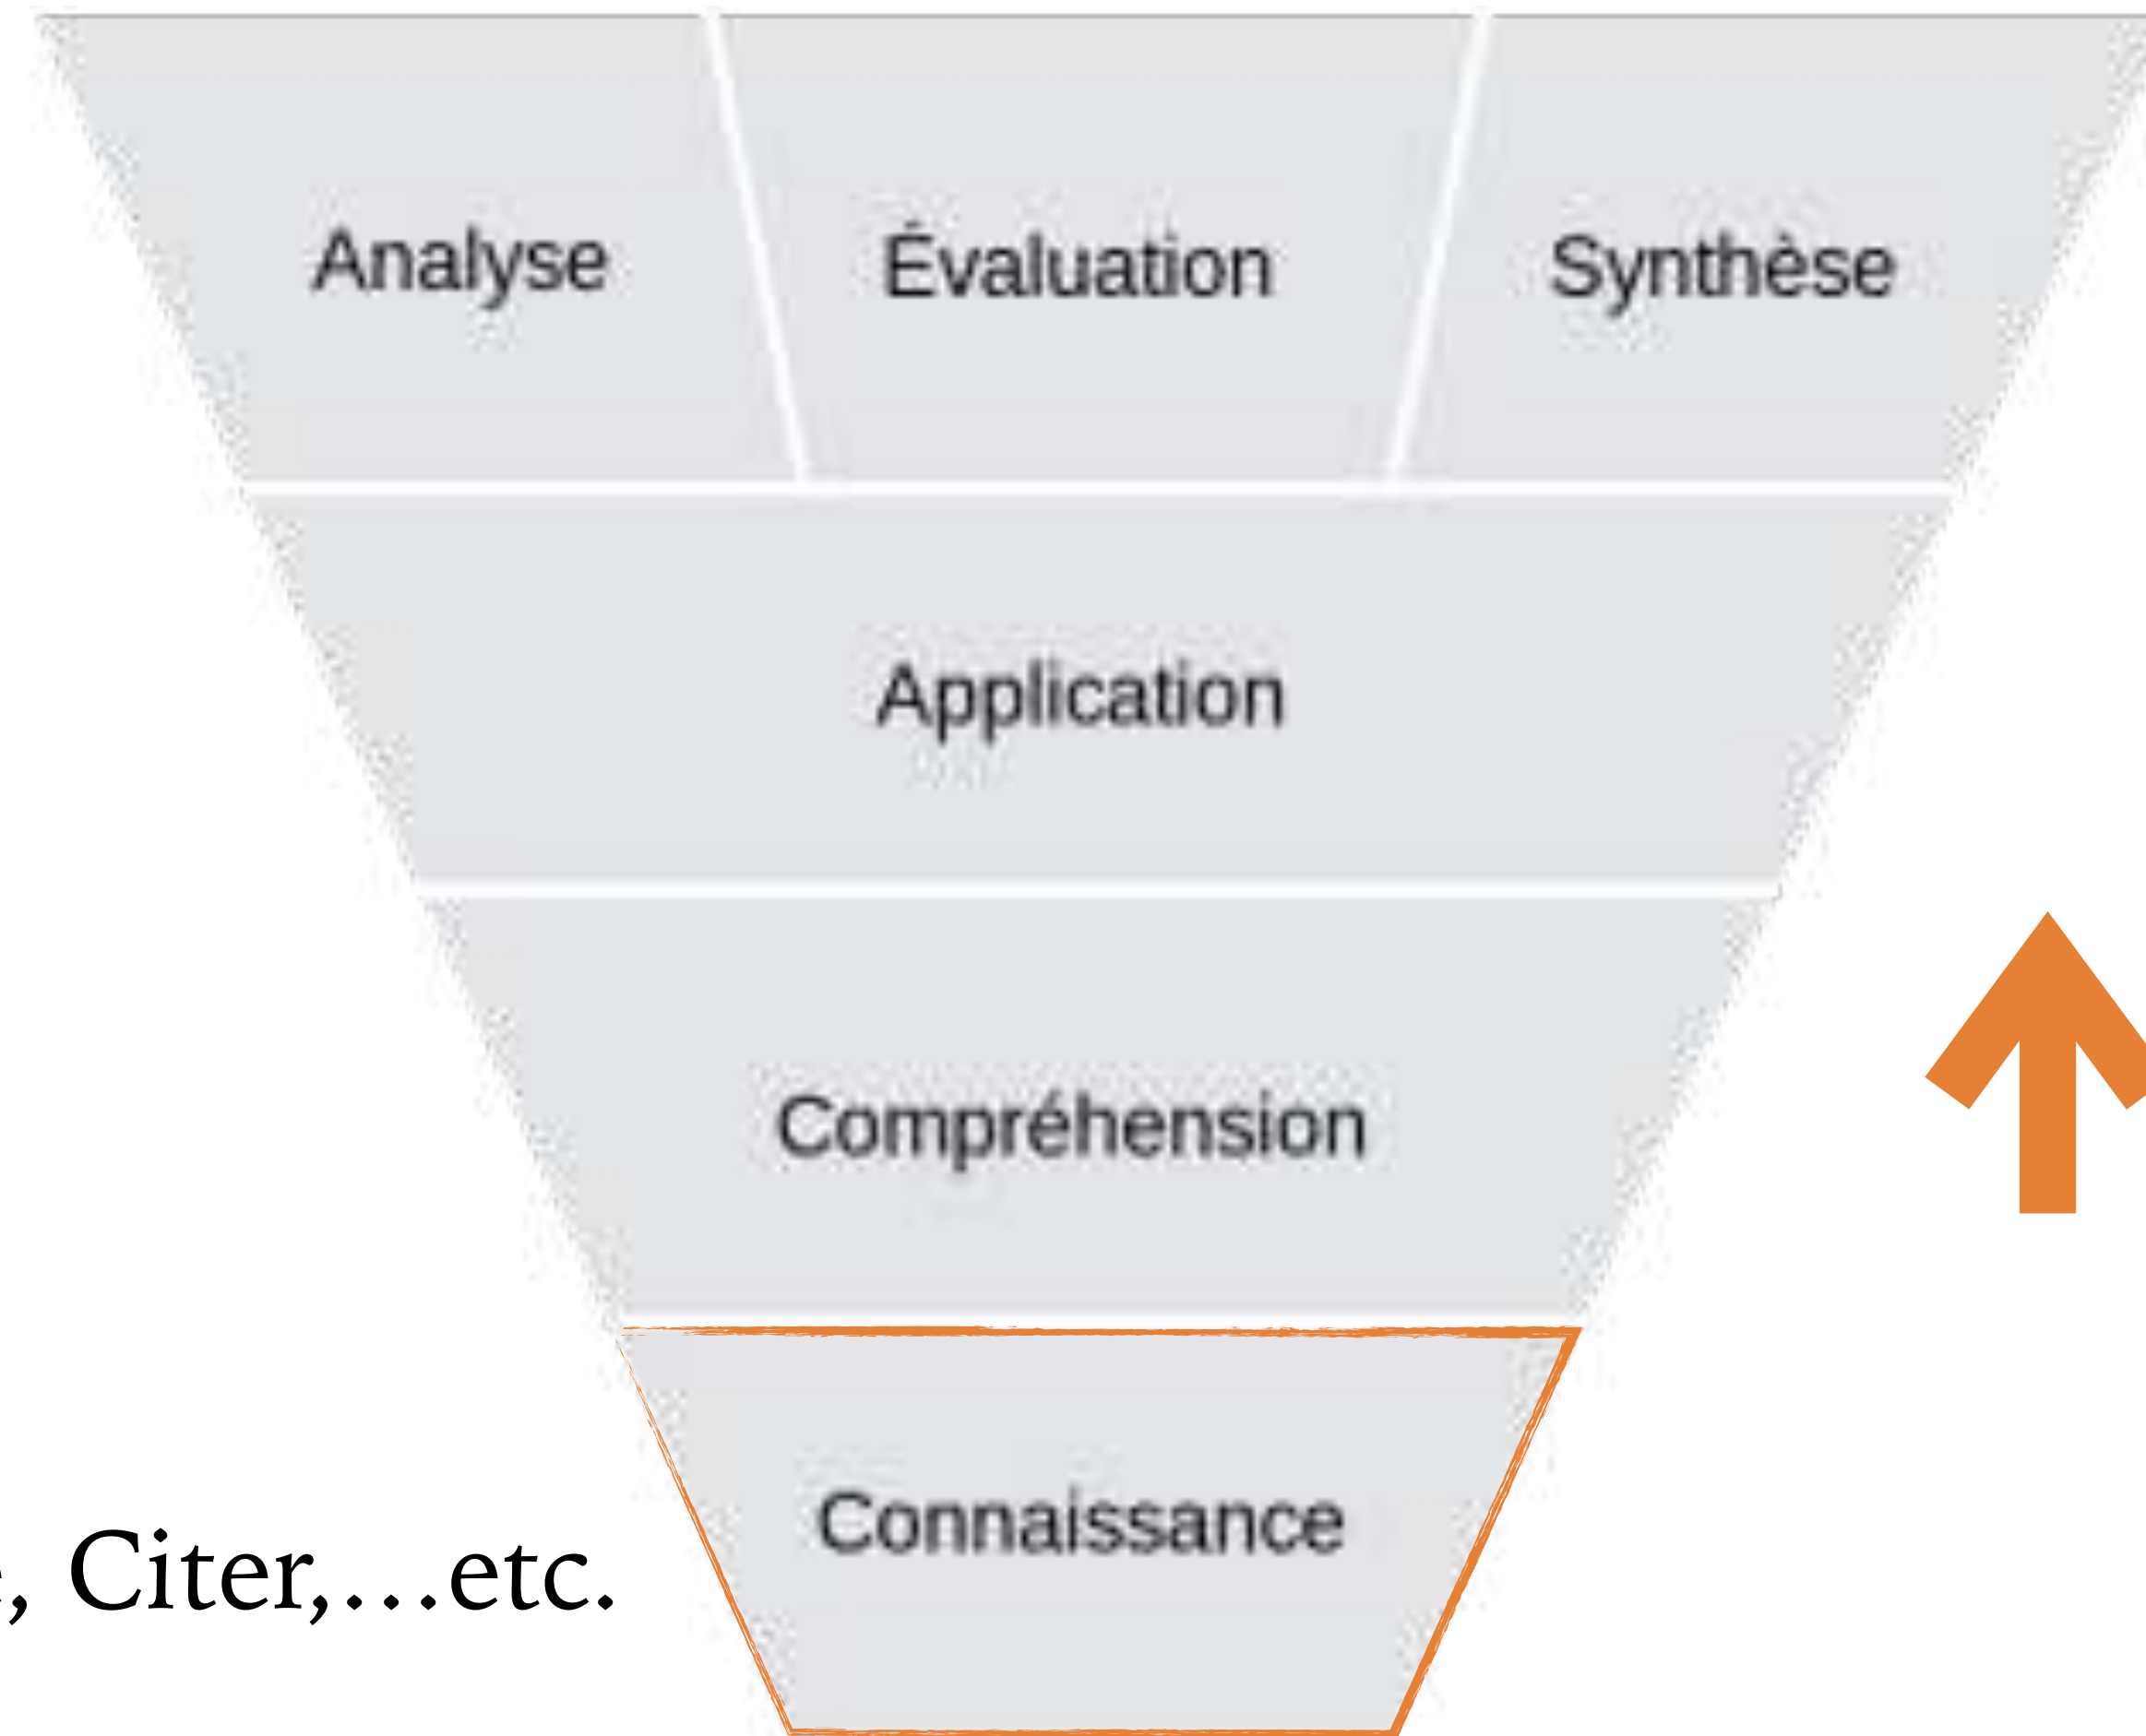 Analyse Évaluation Synthèse
Application
Compréhension
Connaissance
, Citer,...etc.